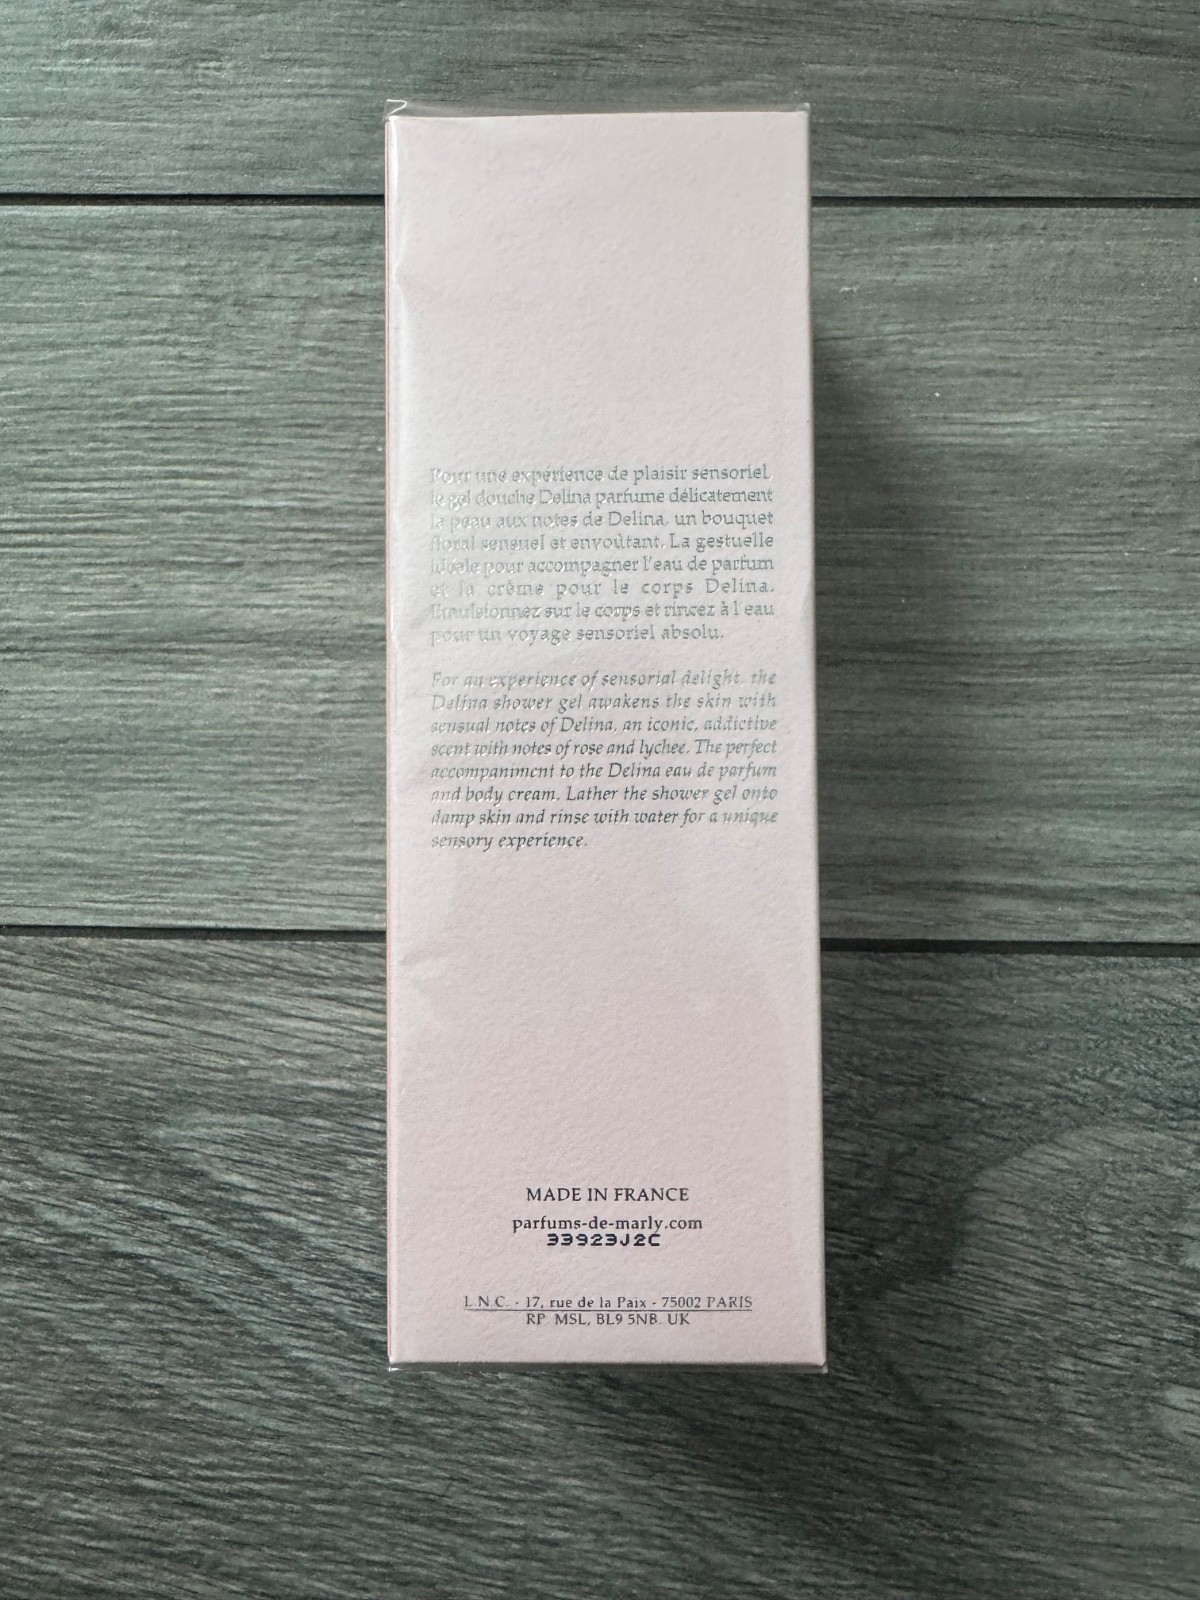 Pour une expérience de plaisir sensoriel,
le gel douche Delina parfume délicatement
la peau aux notes de Delina, un bouquet
floral sensuel et envoûtant. La gestuelle
idéale pour accompagner l'eau de parfum
et la crème pour le corps Delina.
Emulsionnez sur le corps et rincez à l'eau
pour un voyage sensoriel absolu.
For an experience of sensorial delight, the
Delina shower gel awakens the skin with
sensual notes of Delina, an iconic, addictive
scent with notes of rose and lychee. The perfect
accompaniment to the Delina eau de parfum
and body cream. Lather the shower gel onto
damp skin and rinse with water for a unique
sensory experience.
MADE IN FRANCE
parfums-de-marly.com
33923J2C
L.N.C. - 17, rue de la Paix - 75002 PARIS
RP. MSL, BL9 5NB. UK